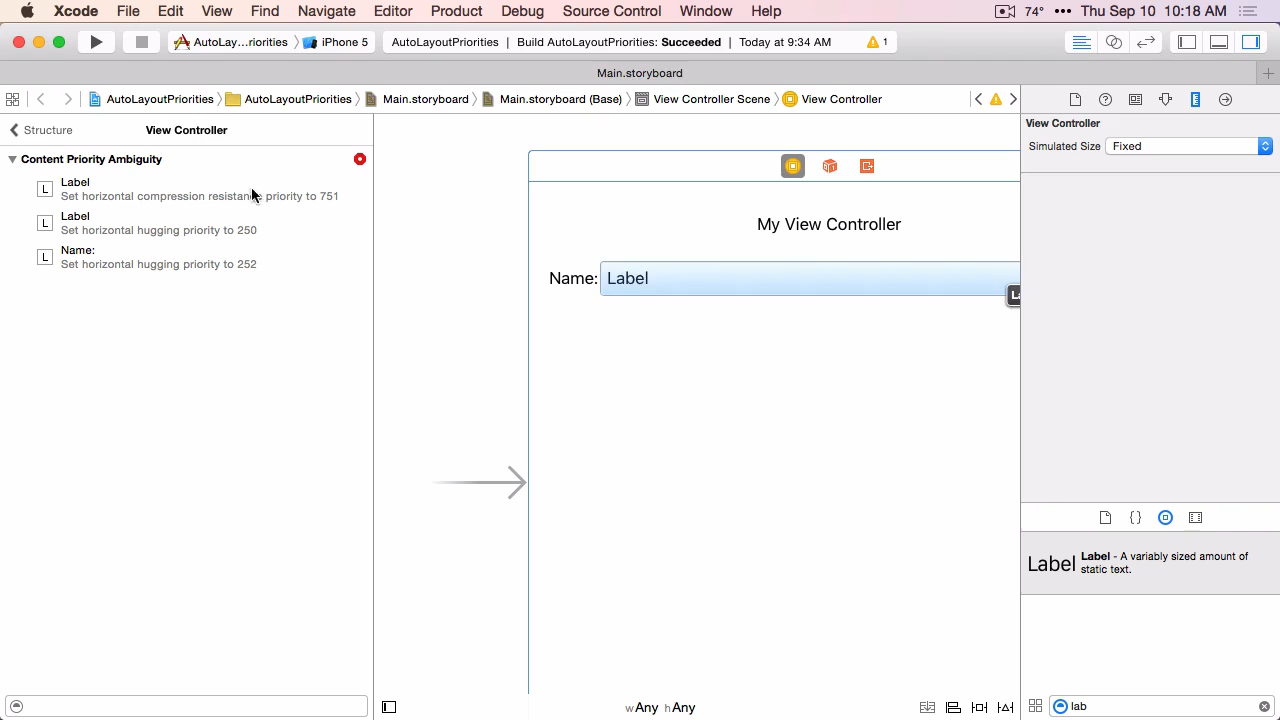 Xcode File Edit View Find Navigate Editor Product Debug Source Control Window Help 74° ••• Thu Sep 10 10:18 AM
AutoLay...riorities iPhone 5 AutoLayoutPriorities | Build AutoLayoutPriorities: Succeeded | Today at 9:34 AM 1
Main.storyboard
AutoLayoutPriorities AutoLayoutPriorities Main.storyboard Main.storyboard (Base) View Controller Scene View Controller
Structure View Controller
View Controller
Simulated Size Fixed
Content Priority Ambiguity
L Label
Set horizontal compression resistance priority to 751
L Label
Set horizontal hugging priority to 250
L Name:
Set horizontal hugging priority to 252
My View Controller
Name: Label
Label Label - A variably sized amount of
static text.
wAny hAny
lab